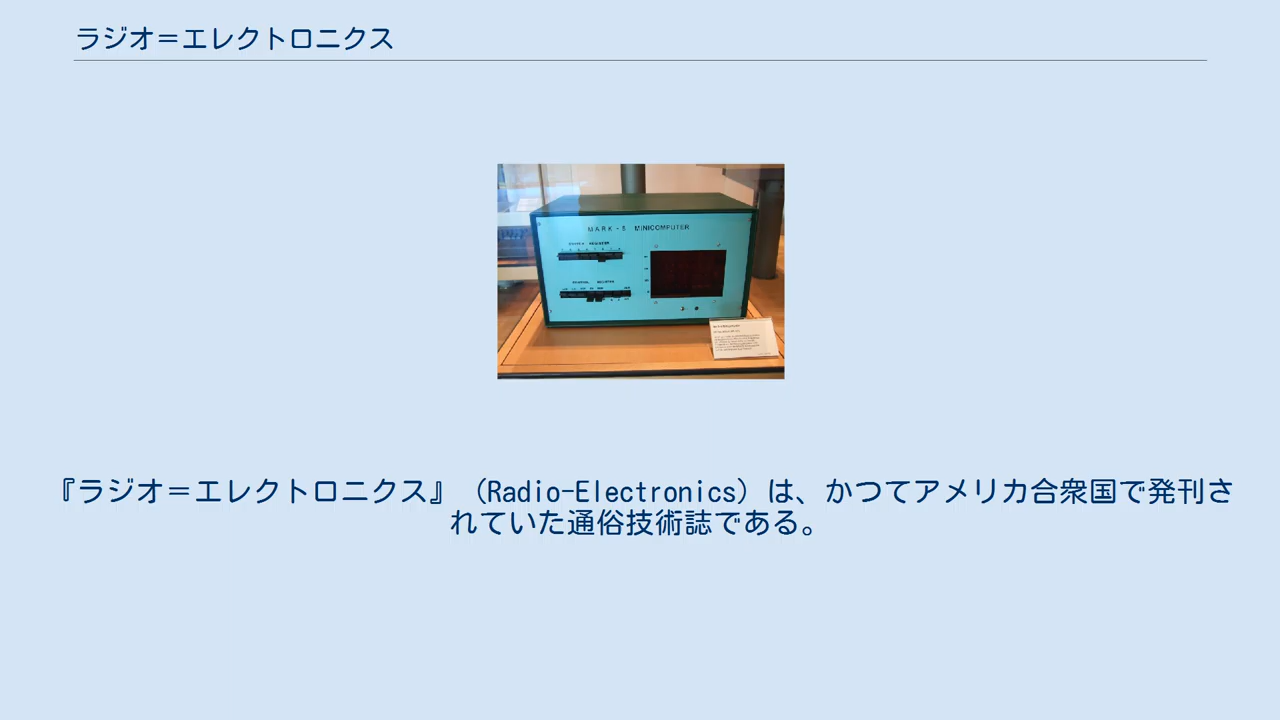 ラジオ＝エレクトロニクス
MARK-8 MINICOMPUTER
『ラジオ＝エレクトロニクス』（Radio-Electronics）は、かつてアメリカ合衆国で発刊さ
れていた通俗技術誌である。